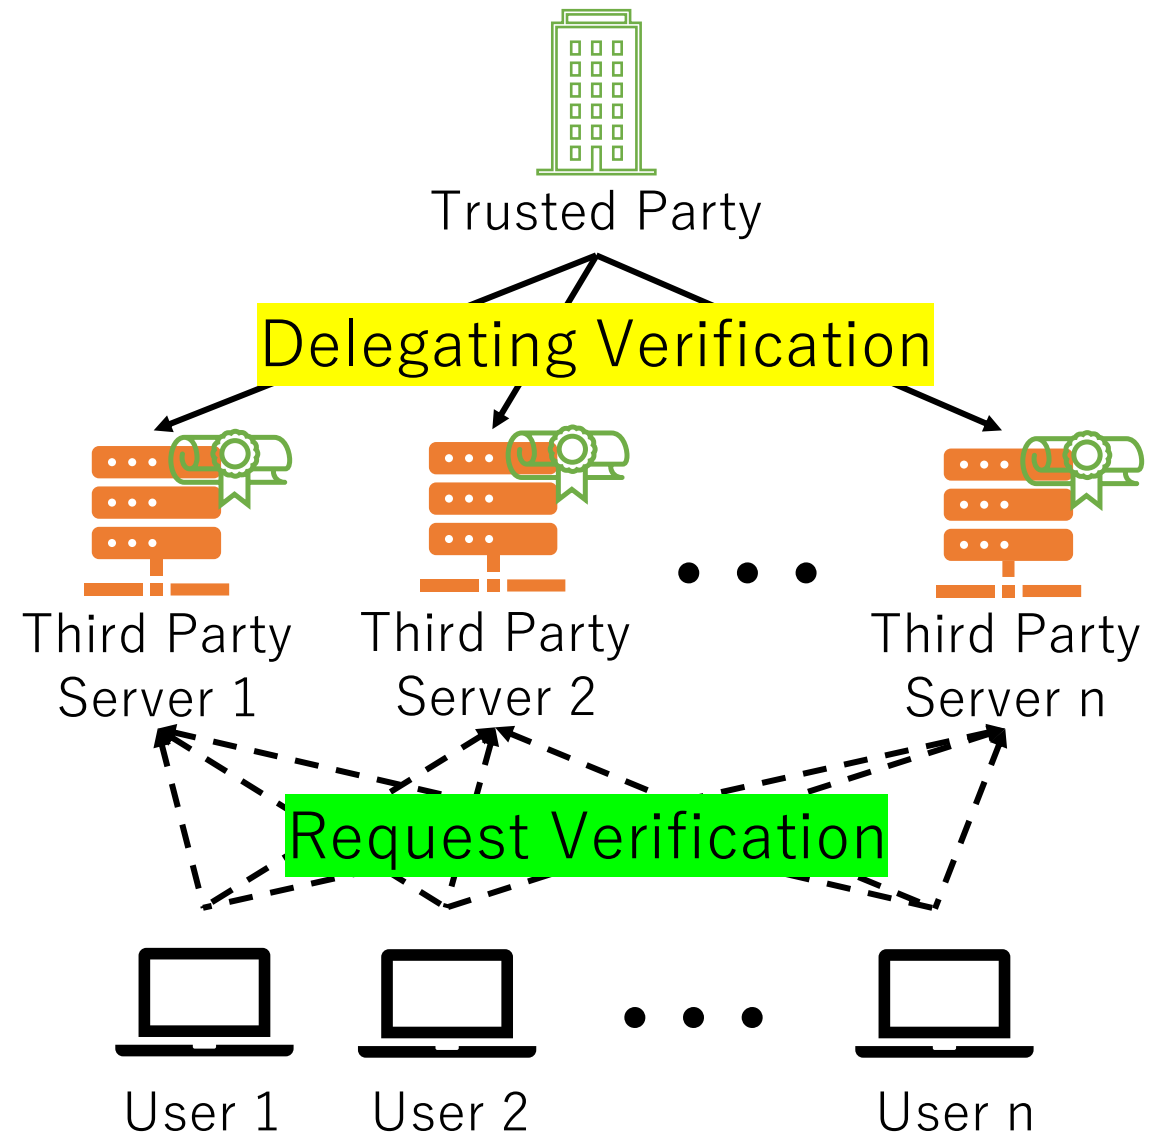 Trusted Party
Delegating Verification
Third Party
Server 1
Third Party
Server 2
Third Party
Server n
Request Verification
User 1
User 2
User n